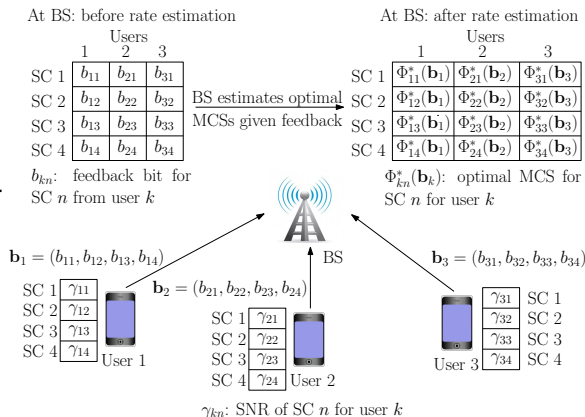 At BS: before rate estimation
Users
1 2 3
SC 1 b₁₁ b₂₁ b₃₁
SC 2 b₁₂ b₂₂ b₃₂
SC 3 b₁₃ b₂₃ b₃₃
SC 4 b₁₄ b₂₄ b₃₄
b_{kn}: feedback bit for
SC n from user k
BS estimates optimal
MCSs given feedback
At BS: after rate estimation
Users
1 2 3
SC 1 Φ*₁₁(b₁) Φ*₂₁(b₂) Φ*₃₁(b₃)
SC 2 Φ*₁₂(b₁) Φ*₂₂(b₂) Φ*₃₂(b₃)
SC 3 Φ*₁₃(b₁) Φ*₂₃(b₂) Φ*₃₃(b₃)
SC 4 Φ*₁₄(b₁) Φ*₂₄(b₂) Φ*₃₄(b₃)
Φ*_{kn}(b_k): optimal MCS for
SC n for user k
BS
b₁ = (b₁₁, b₁₂, b₁₃, b₁₄)
SC 1 γ₁₁
SC 2 γ₁₂
SC 3 γ₁₃
SC 4 γ₁₄
User 1
b₂ = (b₂₁, b₂₂, b₂₃, b₂₄)
SC 1 γ₂₁
SC 2 γ₂₂
SC 3 γ₂₃
SC 4 γ₂₄
User 2
b₃ = (b₃₁, b₃₂, b₃₃, b₃₄)
γ₃₁ SC 1
γ₃₂ SC 2
γ₃₃ SC 3
γ₃₄ SC 4
User 3
γ_{kn}: SNR of SC n for user k